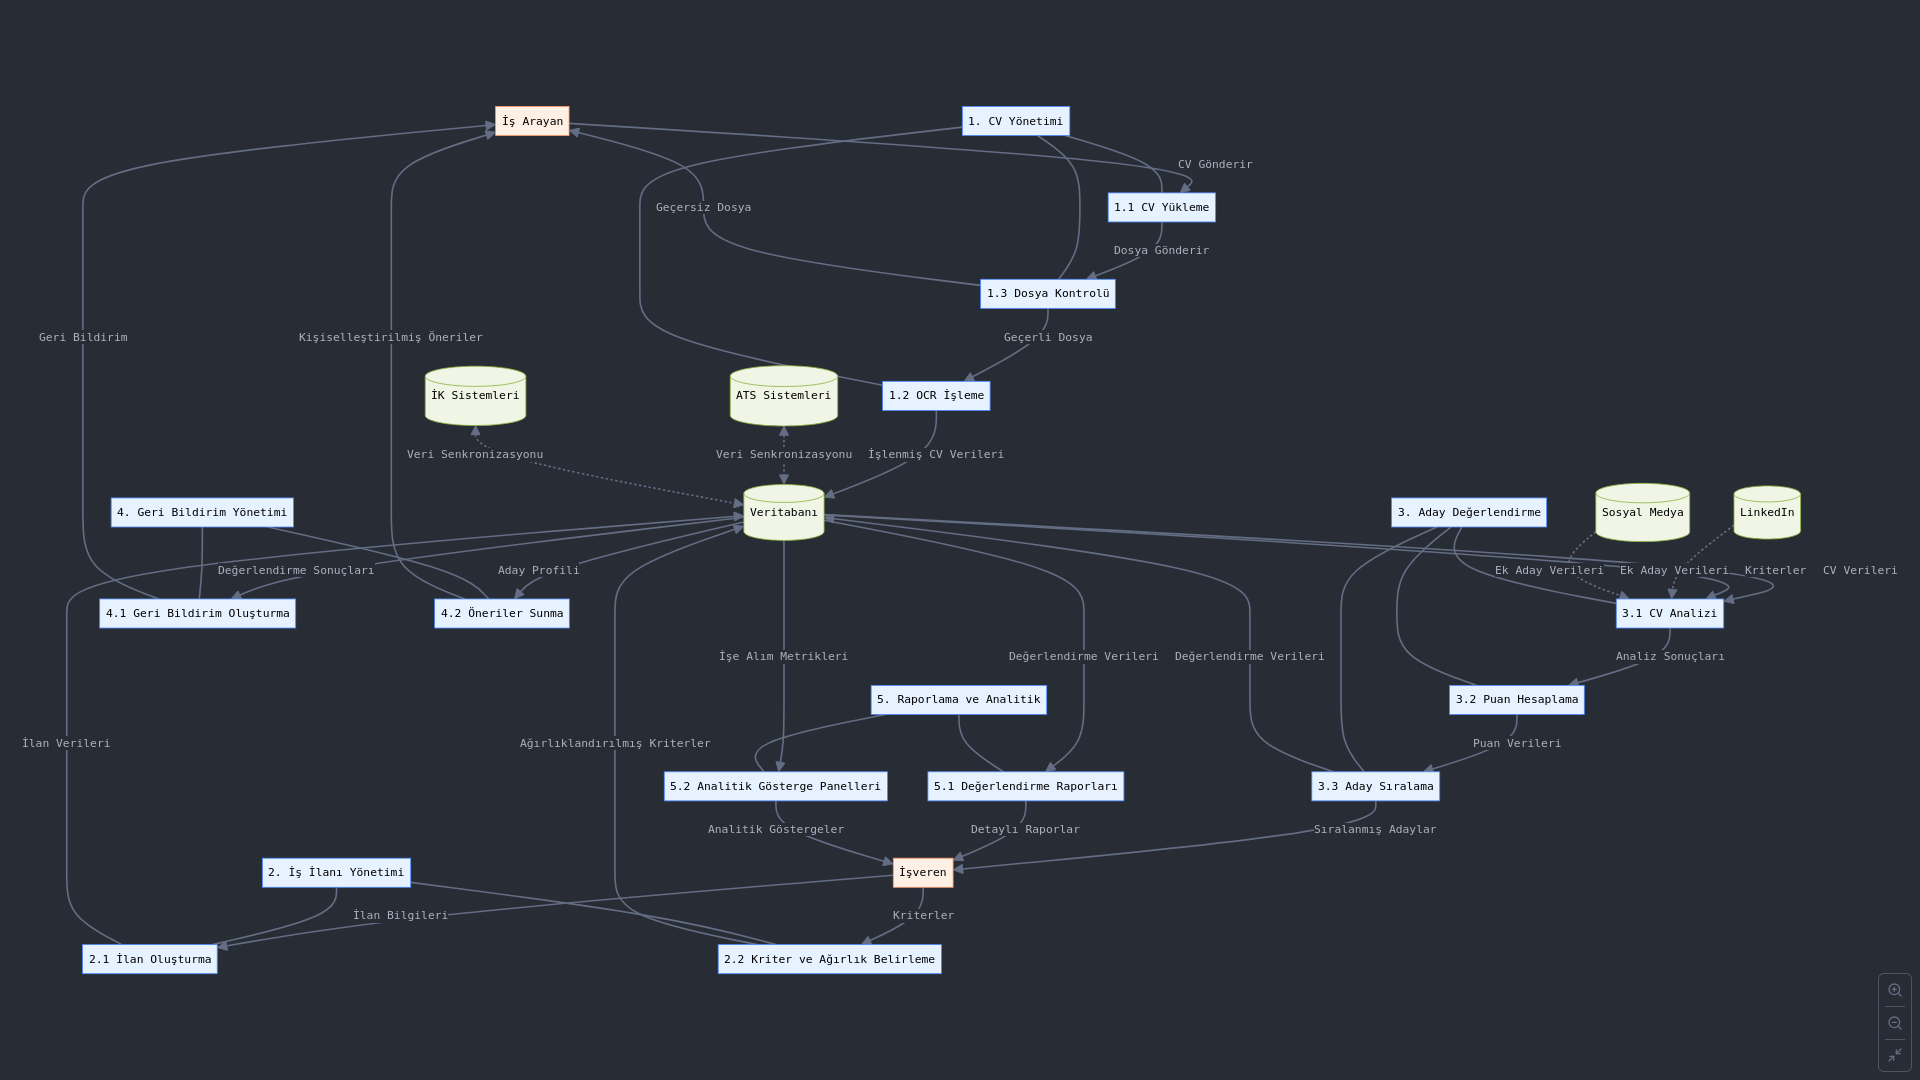 İş Arayan
1. CV Yönetimi
CV Gönderir
Geçersiz Dosya
1.1 CV Yükleme
Dosya Gönderir
1.3 Dosya Kontrolü
Geri Bildirim
Kişiselleştirilmiş Öneriler
Geçerli Dosya
İK Sistemleri
ATS Sistemleri
1.2 OCR İşleme
Veri Senkronizasyonu
Veri Senkronizasyonu
İşlenmiş CV Verileri
4. Geri Bildirim Yönetimi
Veritabanı
3. Aday Değerlendirme
Sosyal Medya
LinkedIn
Değerlendirme Sonuçları
Aday Profili
Ek Aday Verileri
Ek Aday Verileri
Kriterler
CV Verileri
4.1 Geri Bildirim Oluşturma
4.2 Öneriler Sunma
3.1 CV Analizi
İşe Alım Metrikleri
Değerlendirme Verileri
Değerlendirme Verileri
Analiz Sonuçları
5. Raporlama ve Analitik
3.2 Puan Hesaplama
İlan Verileri
Ağırlıklandırılmış Kriterler
Puan Verileri
5.2 Analitik Gösterge Panelleri
5.1 Değerlendirme Raporları
3.3 Aday Sıralama
Analitik Göstergeler
Detaylı Raporlar
Sıralanmış Adaylar
2. İş İlanı Yönetimi
İşveren
İlan Bilgileri
Kriterler
2.1 İlan Oluşturma
2.2 Kriter ve Ağırlık Belirleme